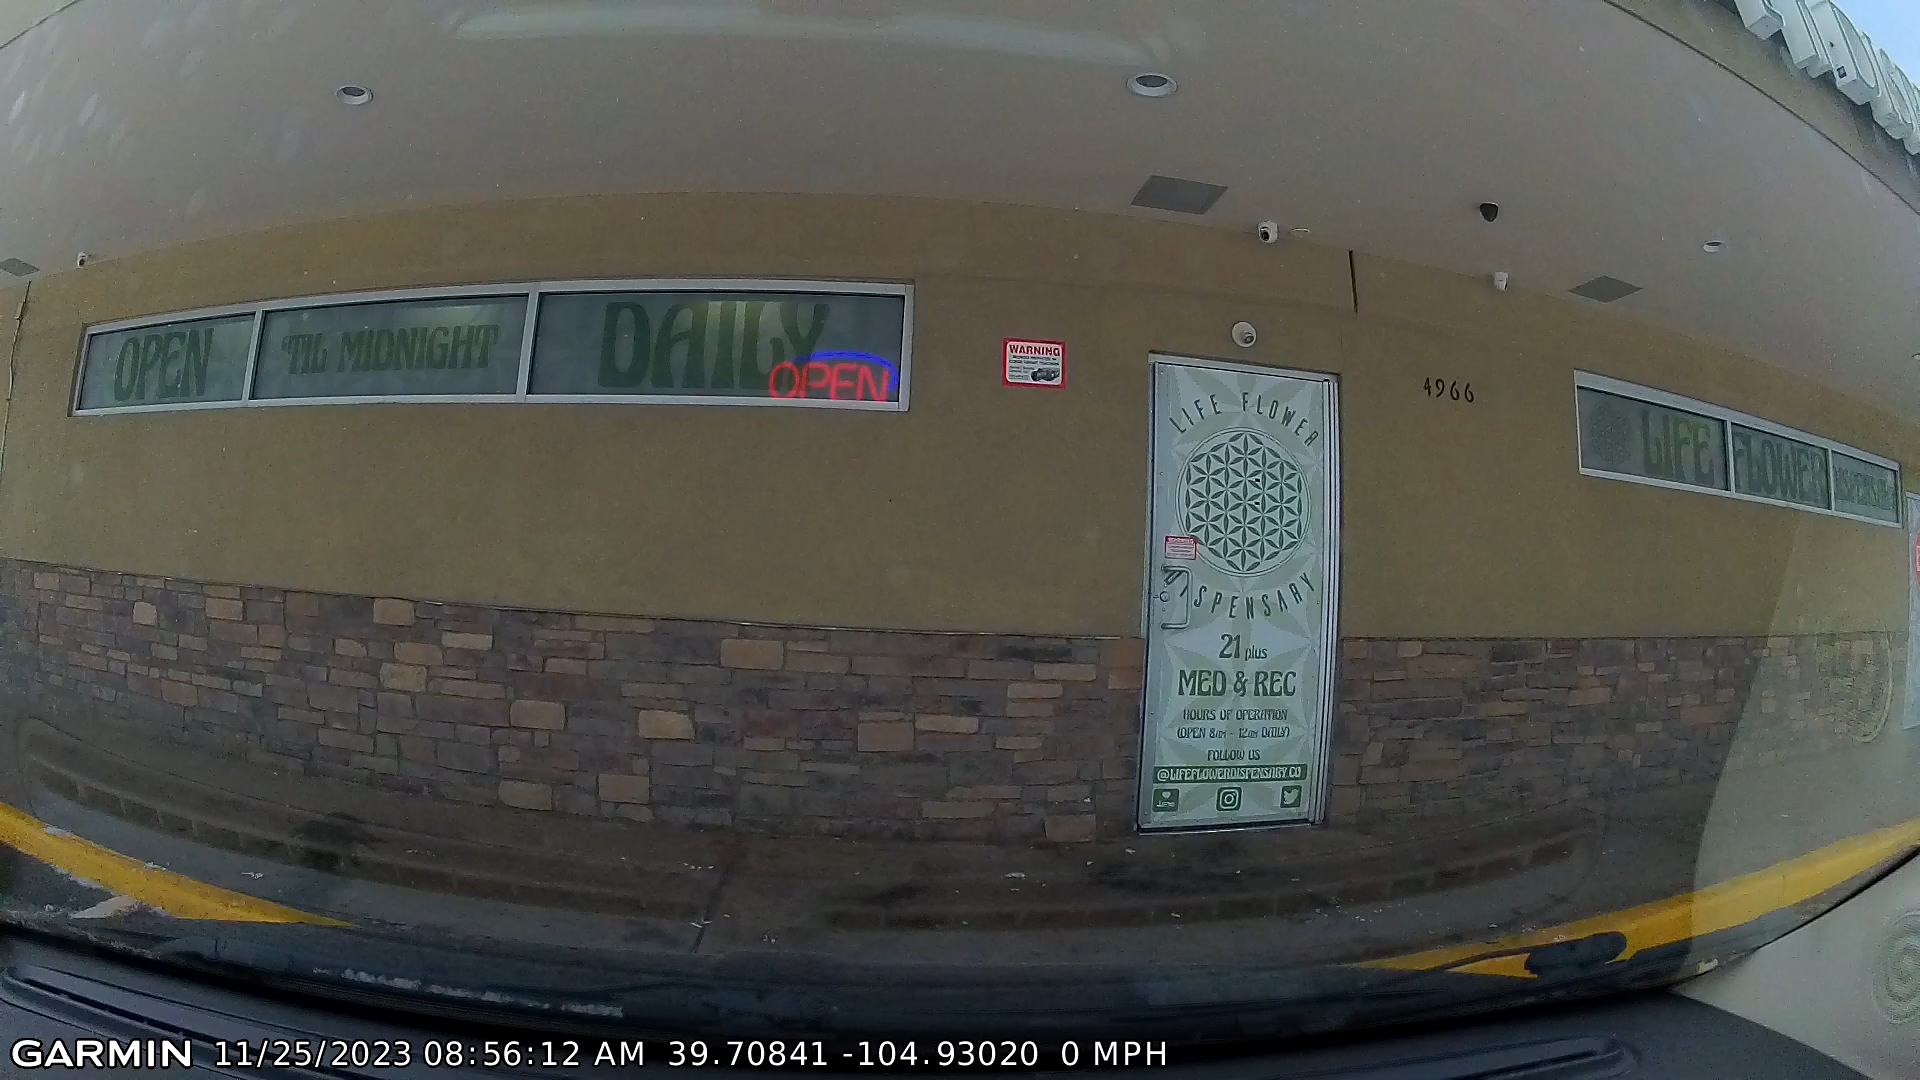 OPEN 'TIL MIDNIGHT DAILY
OPEN
WARNING
4966
LIFE FLOWER
DISPENSARY
21 plus
MED & REC
HOURS OF OPERATION
(OPEN 8AM - 12AM DAILY)
FOLLOW US
@LIFEFLOWERDISPENSARY.CO
LIFE FLOWER DISPENSARY
GARMIN 11/25/2023 08:56:12 AM 39.70841 -104.93020 0 MPH